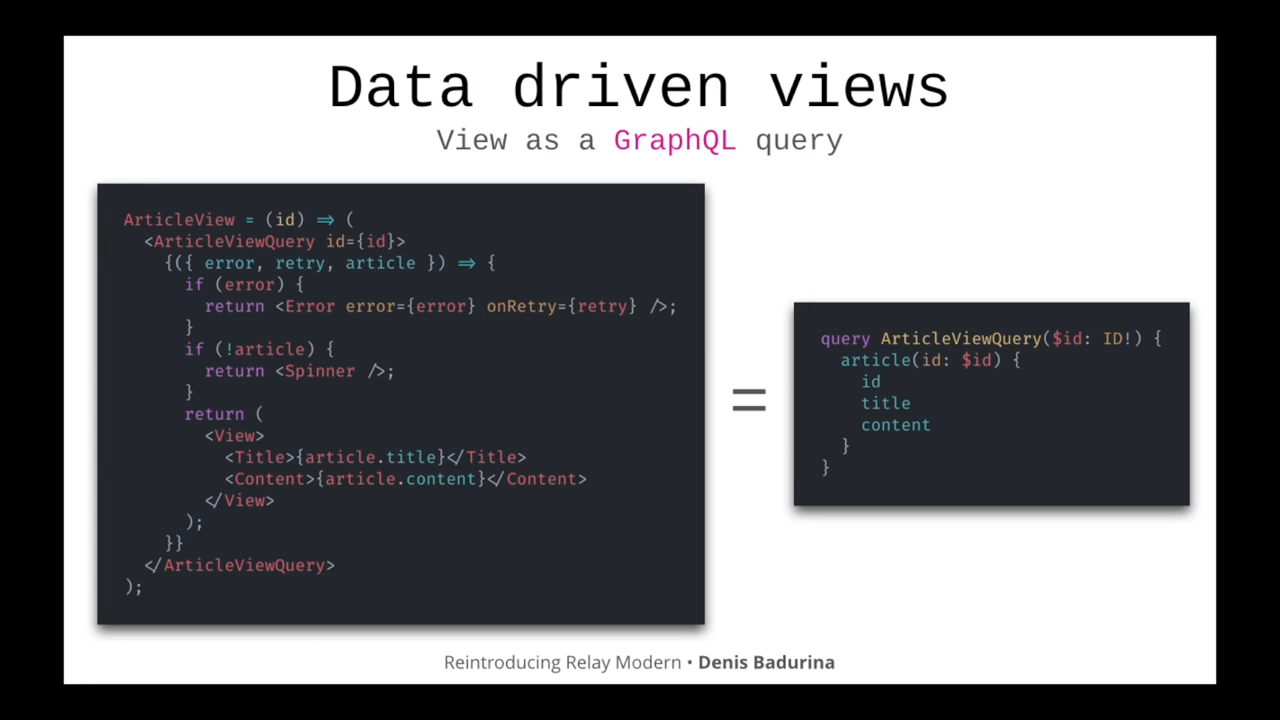 Data driven views
View as a GraphQL query
ArticleView = (id) => (
  <ArticleViewQuery id={id}>
    {({ error, retry, article }) => {
      if (error) {
        return <Error error={error} onRetry={retry} />;
      }
      if (!article) {
        return <Spinner />;
      }
      return (
        <View>
          <Title>{article.title}</Title>
          <Content>{article.content}</Content>
        </View>
      );
    }}
  </ArticleViewQuery>
);
=
query ArticleViewQuery($id: ID!) {
  article(id: $id) {
    id
    title
    content
  }
}
Reintroducing Relay Modern • Denis Badurina